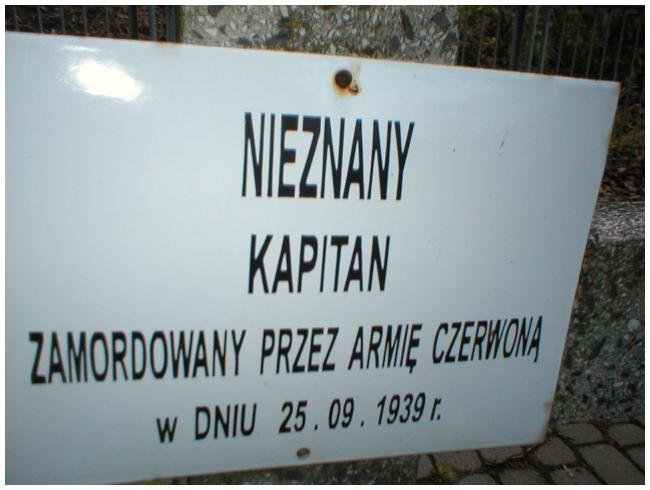 NIEZNANY
KAPITAN
ZAMORDOWANY PRZEZ ARMIĘ CZERWONĄ
w DNIU 25.09.1939 r.